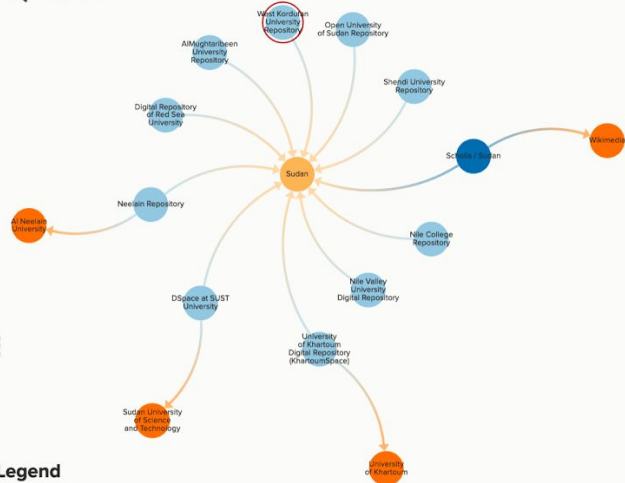 West Kordufan
University
Repository
Open University
of Sudan Repository
AlMughtaribeen
University
Repository
Shendi University
Repository
Digital Repository
of Red Sea
University
Wikimedia
Scholia / Sudan
Sudan
Neelain Repository
Al Neelain
University
Nile College
Repository
Nile Valley
University
Digital Repository
DSpace at SUST
University
University
of Khartoum
Digital Repository
(KhartoumSpace)
Sudan University
of Science
and Technology
University
of Khartoum
Legend